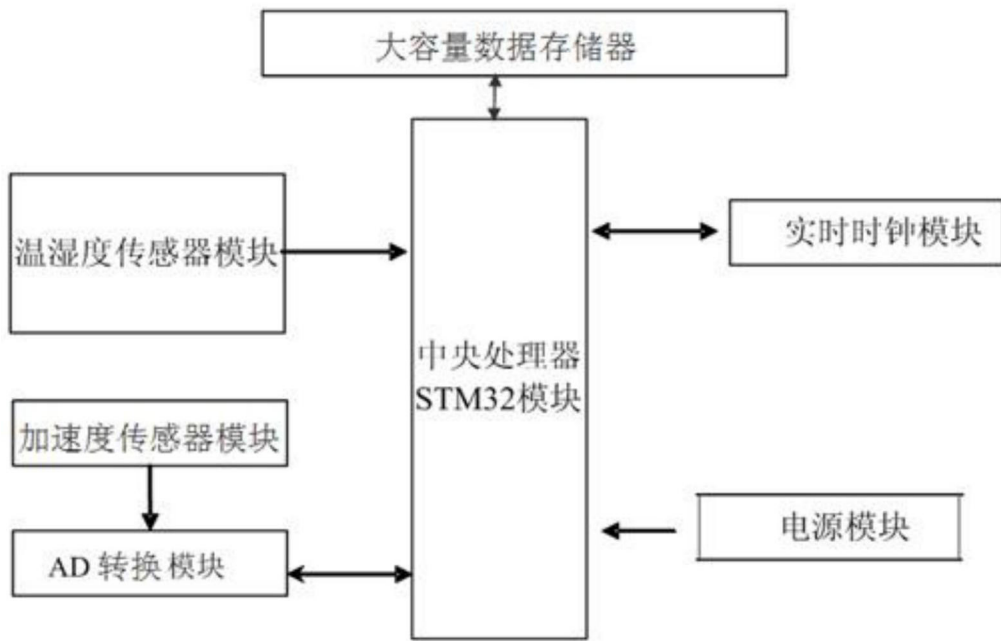 大容量数据存储器
温湿度传感器模块
实时时钟模块
中央处理器
STM32模块
加速度传感器模块
电源模块
AD 转换模块